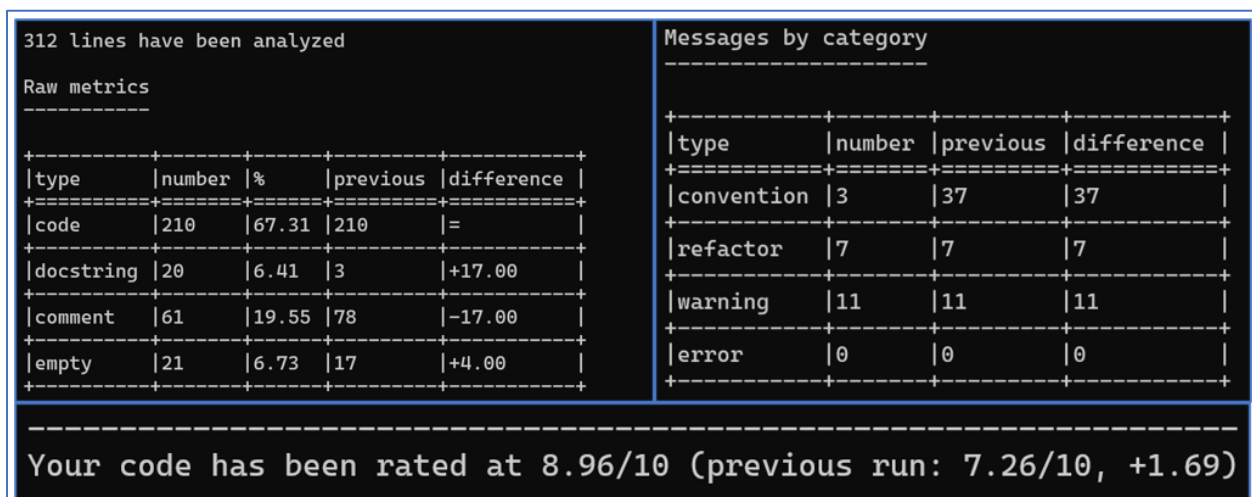 312 lines have been analyzed
Raw metrics
-----------
+----------+-------+------+---------+-----------+
|type      |number |%     |previous |difference |
+==========+=======+======+=========+===========+
|code      |210    |67.31 |210      |=          |
+----------+-------+------+---------+-----------+
|docstring |20     |6.41  |3        |+17.00     |
+----------+-------+------+---------+-----------+
|comment   |61     |19.55 |78       |-17.00     |
+----------+-------+------+---------+-----------+
|empty     |21     |6.73  |17       |+4.00      |
+----------+-------+------+---------+-----------+
Messages by category
--------------------
+-----------+-------+---------+-----------+
|type       |number |previous |difference |
+===========+=======+=========+===========+
|convention |3      |37       |37         |
+-----------+-------+---------+-----------+
|refactor   |7      |7        |7          |
+-----------+-------+---------+-----------+
|warning    |11     |11       |11         |
+-----------+-------+---------+-----------+
|error      |0      |0        |0          |
+-----------+-------+---------+-----------+
------------------------------------------------------------------
Your code has been rated at 8.96/10 (previous run: 7.26/10, +1.69)